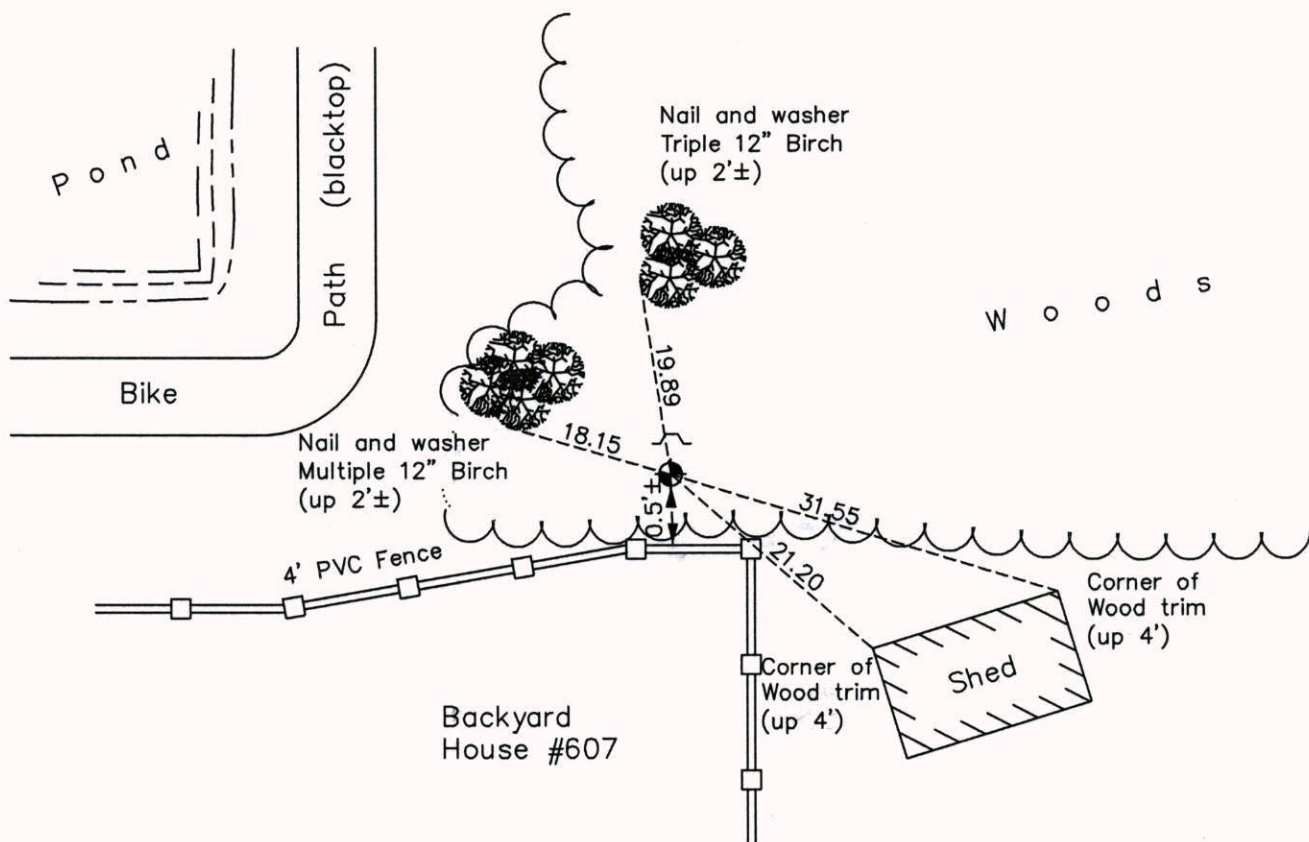 Pond
Path (blacktop)
Bike
Nail and washer
Triple 12" Birch
(up 2'±)
Woods
19.89
18.15
Nail and washer
Multiple 12" Birch
(up 2'±)
0.5'±
31.55
21.20
4' PVC Fence
Corner of
Wood trim
(up 4')
Corner of
Wood trim
(up 4')
Shed
Backyard
House #607